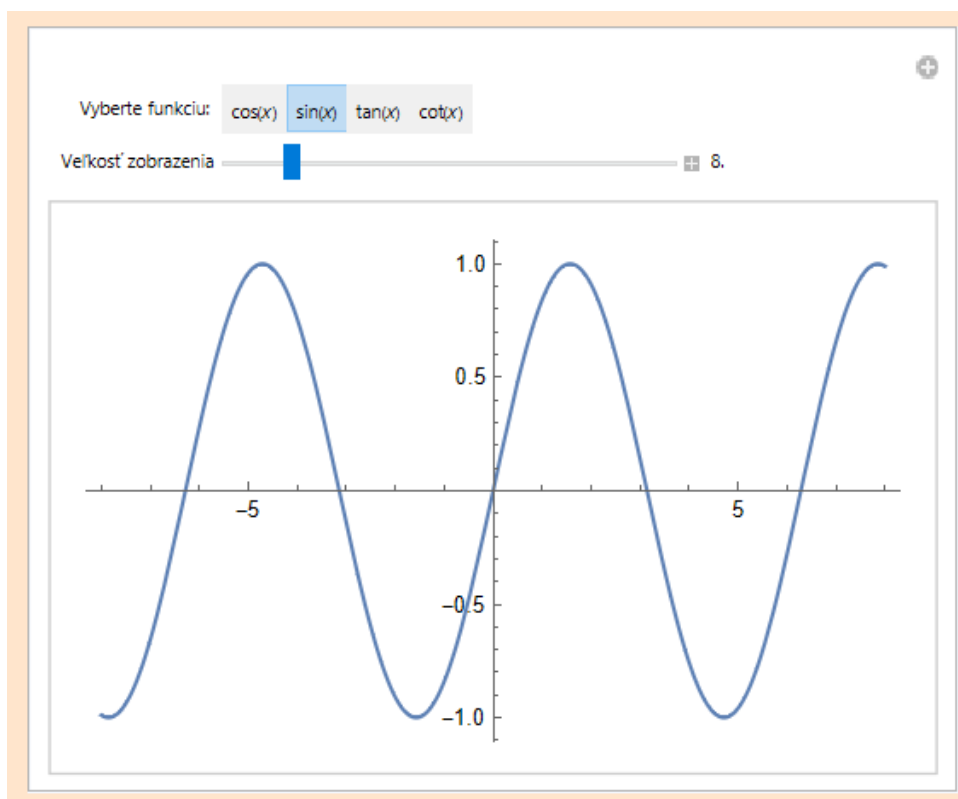 Vyberte funkciu: cos(x) sin(x) tan(x) cot(x)
Veľkosť zobrazenia 8.
1.0
0.5
−5 5
−0.5
−1.0